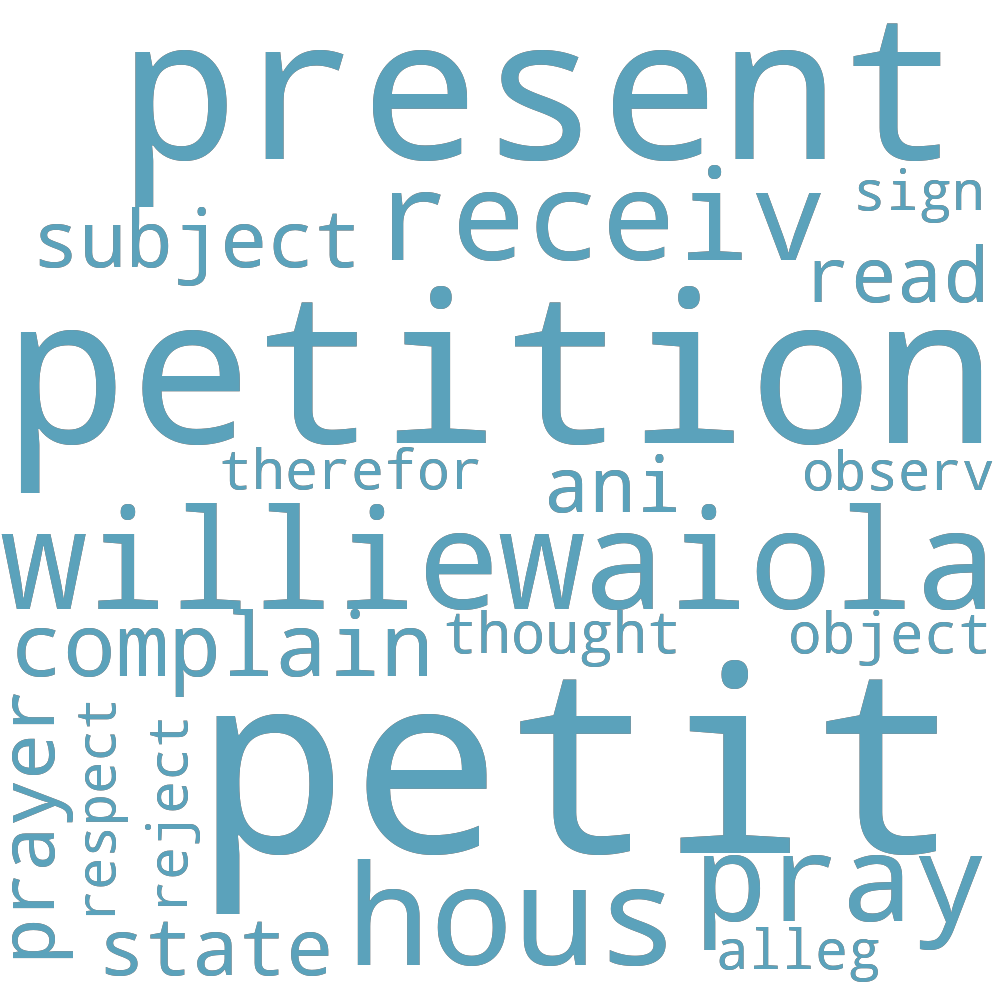 present
receiv
sign
subject
read
petition
therefor
ani
observ
williewaiola
complain
thought
object
petit
prayer
respect
reject
pray
hous
state
alleg